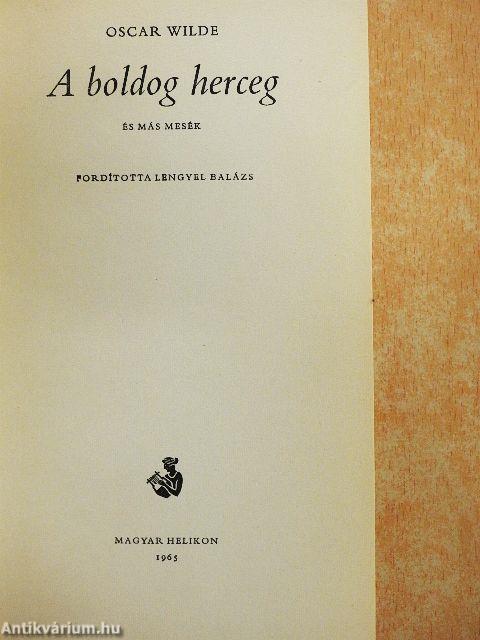 OSCAR WILDE
A boldog herceg
ÉS MÁS MESÉK
FORDÍTOTTA LENGYEL BALÁZS
MAGYAR HELIKON
1965
Antikvárium.hu